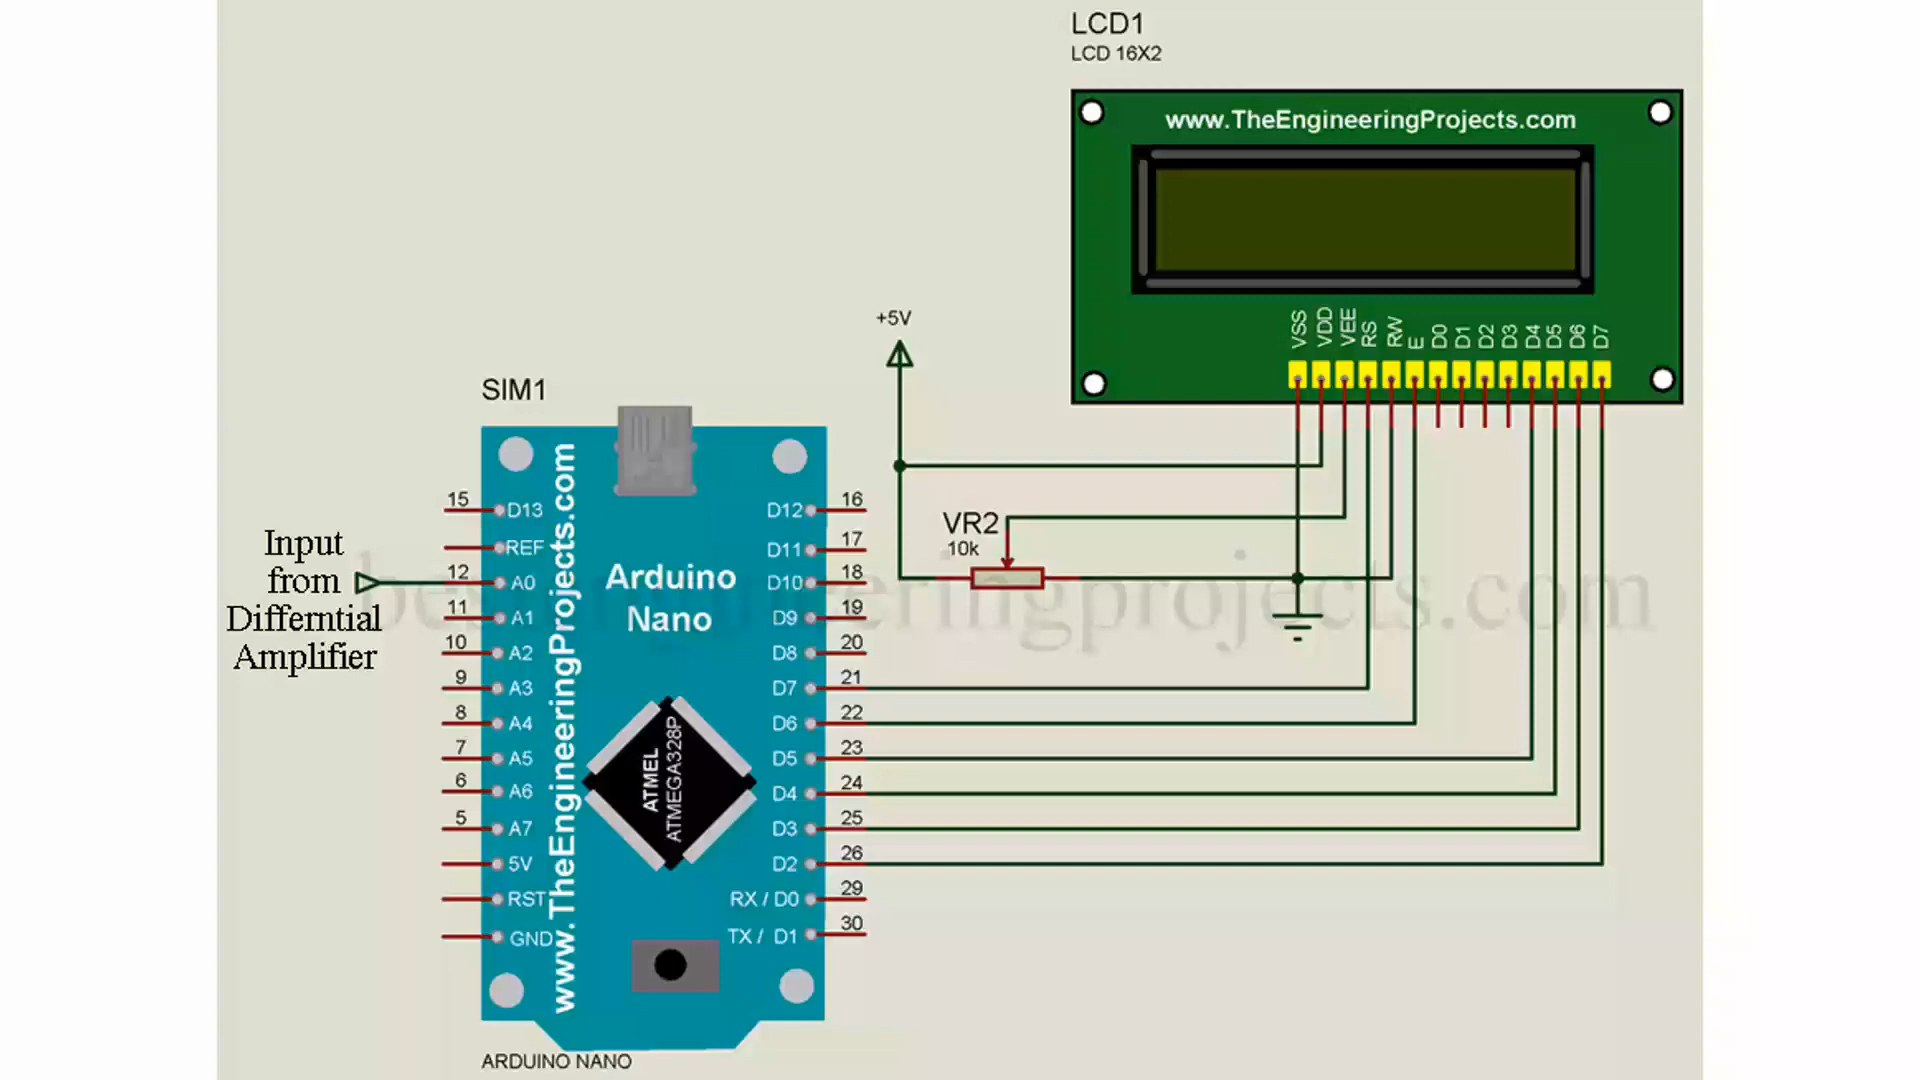 LCD1
LCD 16X2
www.TheEngineeringProjects.com
VSS
VDD
VEE
RS
RW
E
D0
D1
D2
D3
D4
D5
D6
D7
+5V
VR2
10k
SIM1
Input
from
Differntial
Amplifier
15 D13
REF
12 A0
11 A1
10 A2
9 A3
8 A4
7 A5
6 A6
5 A7
5V
RST
GND
www.TheEngineeringProjects.com
Arduino
Nano
ATMEL
ATMEGA328P
D12 16
D11 17
D10 18
D9 19
D8 20
D7 21
D6 22
D5 23
D4 24
D3 25
D2 26
RX / D0 29
TX / D1 30
ARDUINO NANO
bestengineeringprojects.com